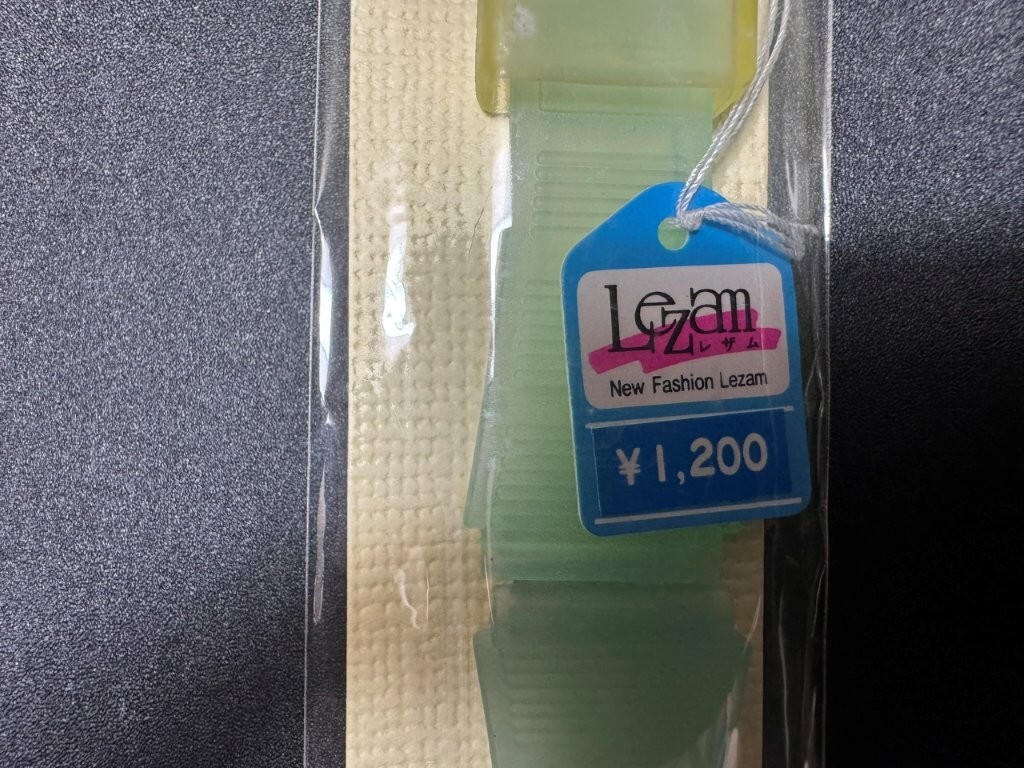 Lezam
レザム
New Fashion Lezam
¥1,200